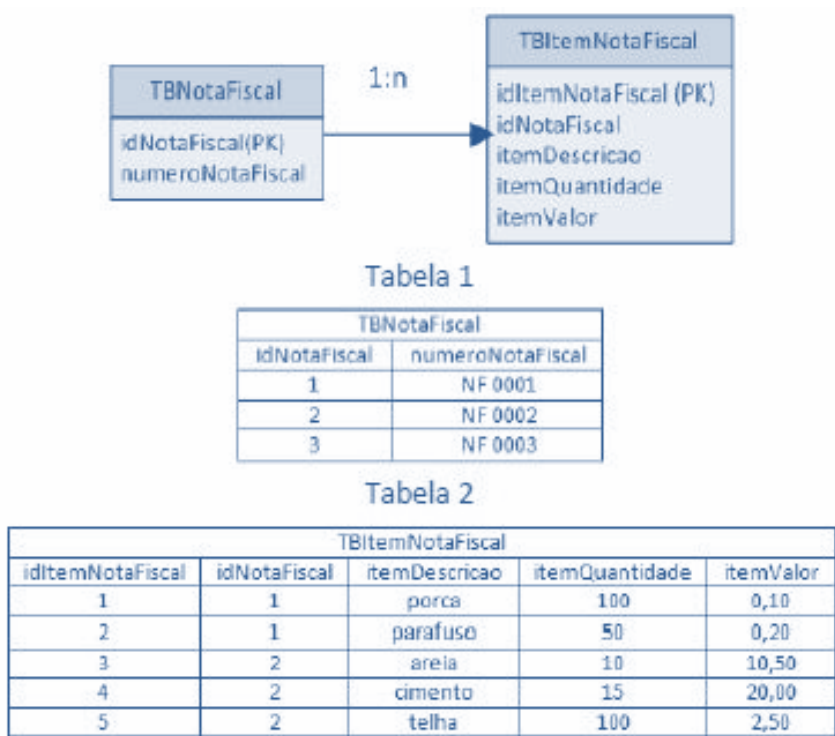 TBNotaFiscal
idNotaFiscal(PK)
numeroNotaFiscal
1:n
TBItemNotaFiscal
idItemNotaFiscal (PK)
idNotaFiscal
itemDescricao
itemQuantidade
itemValor
Tabela 1
TBNotaFiscal
idNotaFiscal numeroNotaFiscal
1 NF 0001
2 NF 0002
3 NF 0003
Tabela 2
TBItemNotaFiscal
idItemNotaFiscal idNotaFiscal itemDescricao itemQuantidade itemValor
1 1 porca 100 0,10
2 1 parafuso 50 0,20
3 2 areia 10 10,50
4 2 cimento 15 20,00
5 2 telha 100 2,50